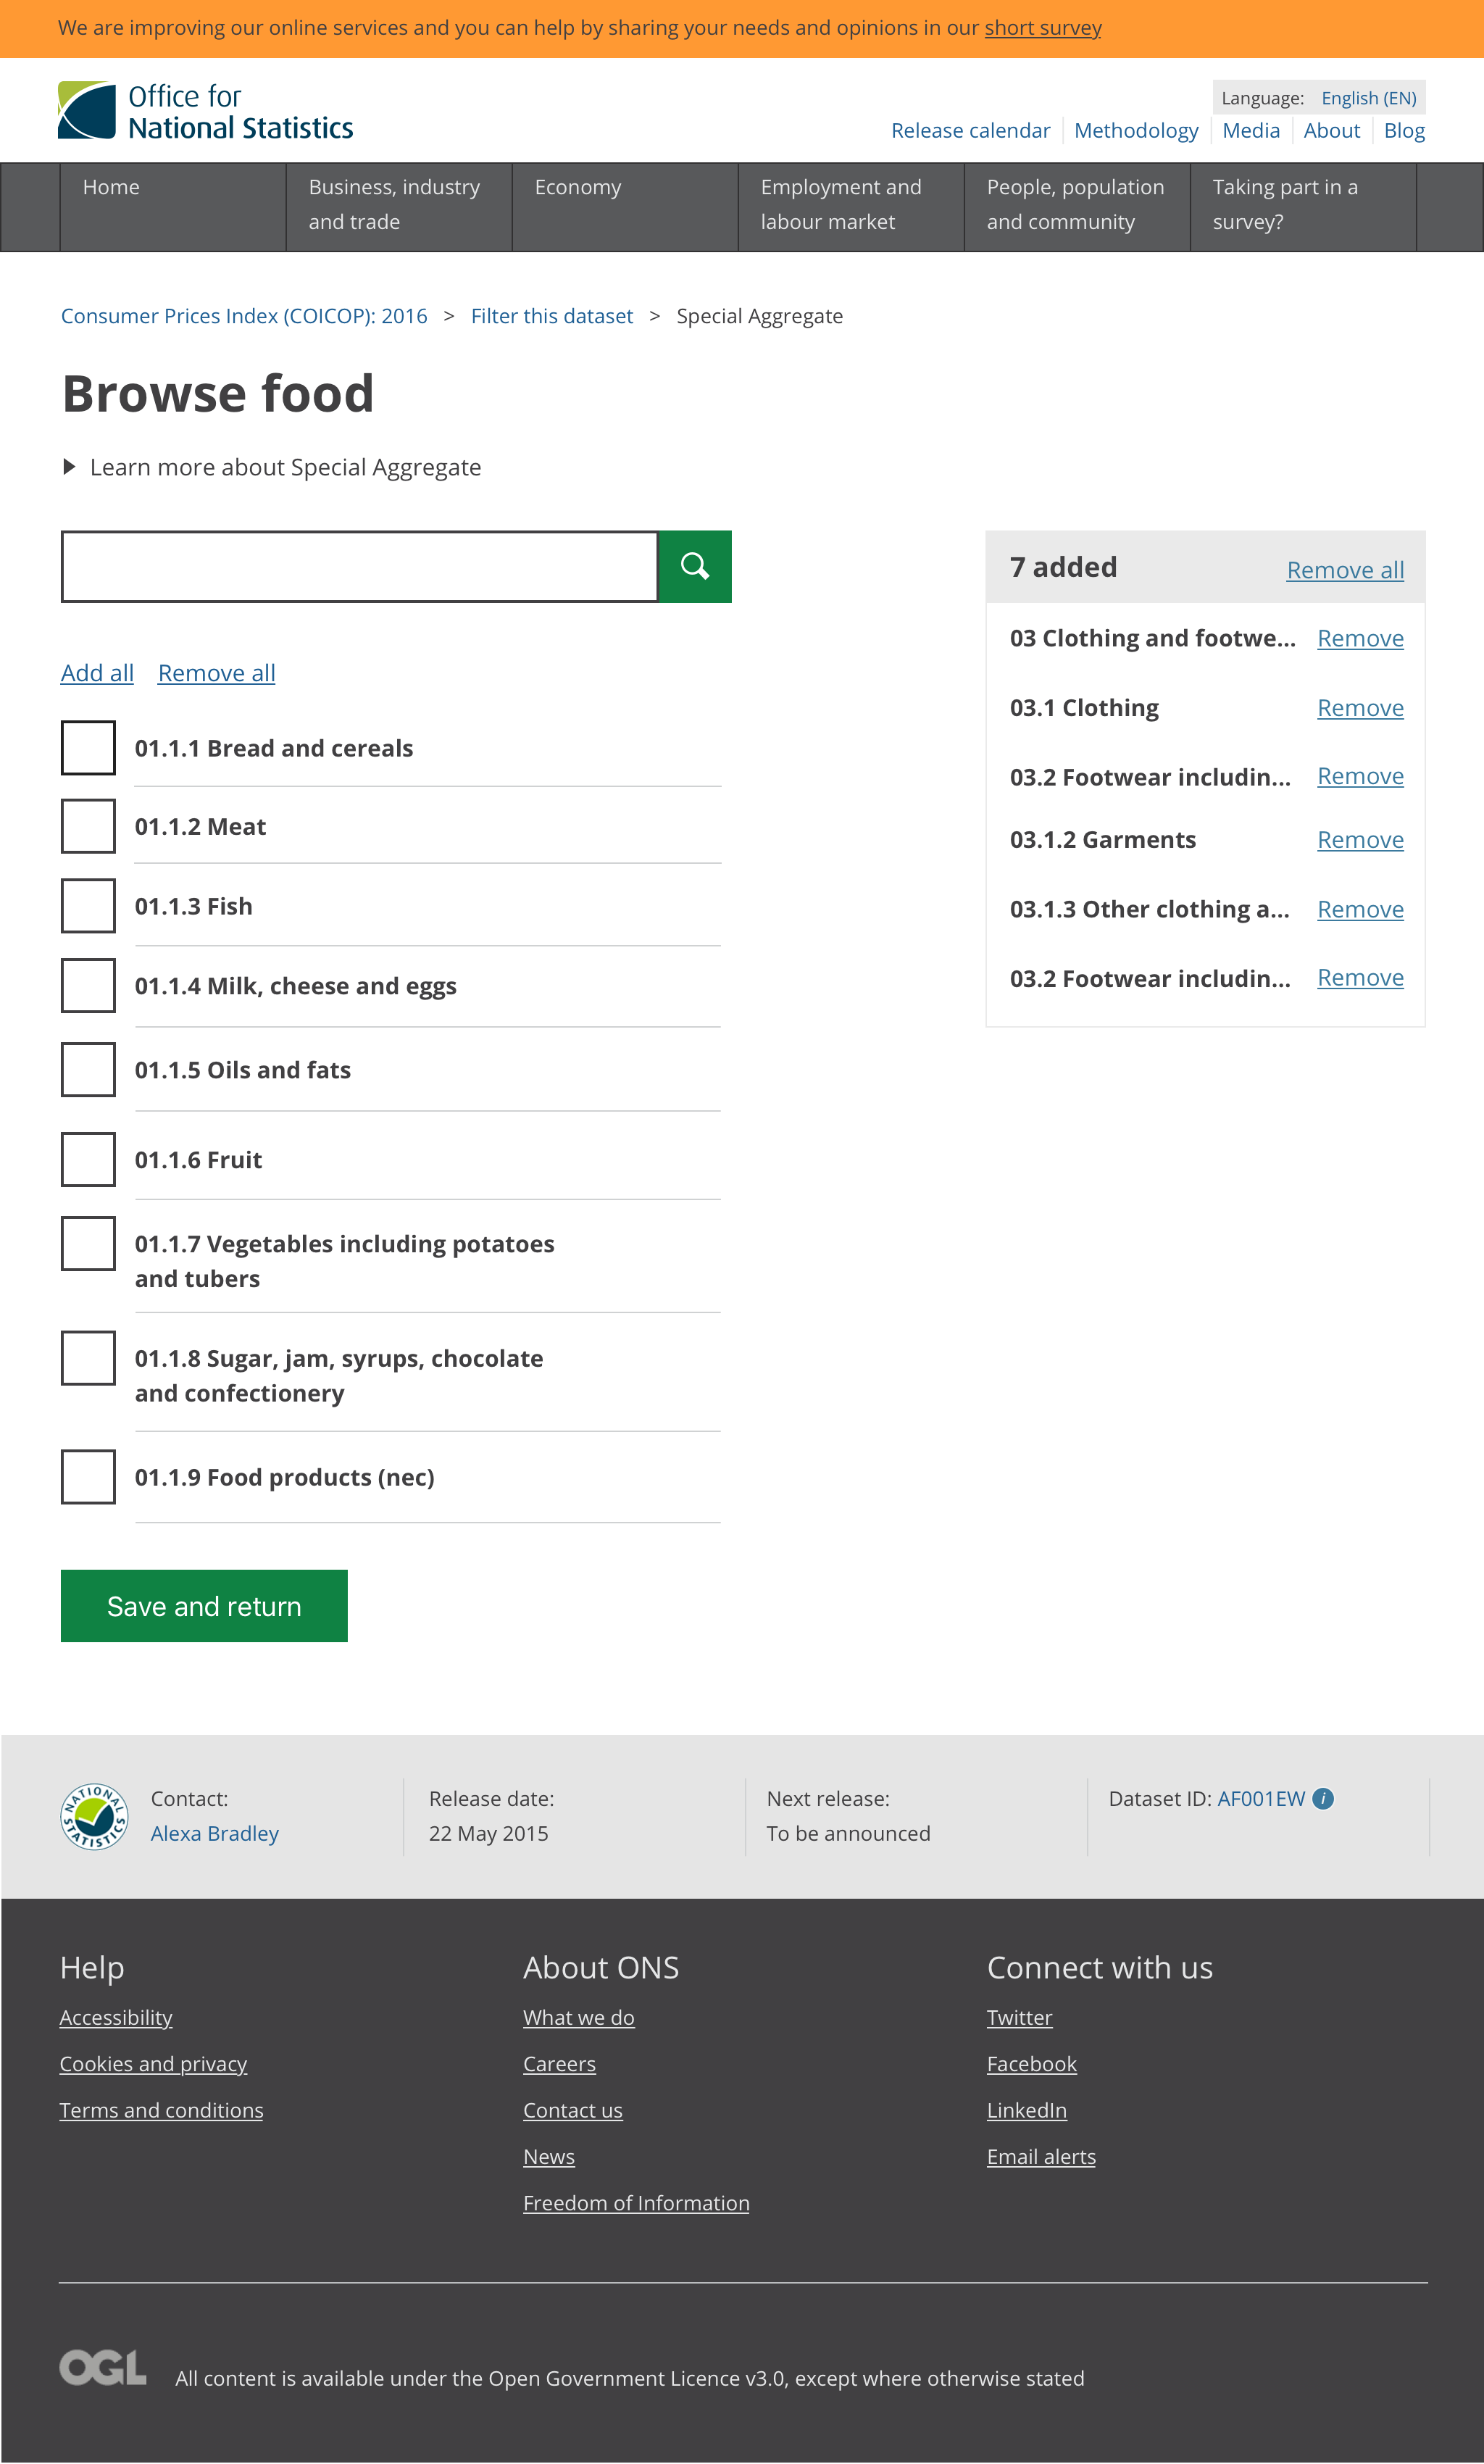 We are improving our online services and you can help by sharing your needs and opinions in our short survey
Office for
National Statistics
Language: English (EN)
Release calendar Methodology Media About Blog
Home
Business, industry
and trade
Economy
Employment and
labour market
People, population
and community
Taking part in a
survey?
Consumer Prices Index (COICOP): 2016 > Filter this dataset > Special Aggregate
Browse food
Learn more about Special Aggregate
Add all Remove all
01.1.1 Bread and cereals
01.1.2 Meat
01.1.3 Fish
01.1.4 Milk, cheese and eggs
01.1.5 Oils and fats
01.1.6 Fruit
01.1.7 Vegetables including potatoes
and tubers
01.1.8 Sugar, jam, syrups, chocolate
and confectionery
01.1.9 Food products (nec)
Save and return
7 added Remove all
03 Clothing and footwe... Remove
03.1 Clothing Remove
03.2 Footwear includin... Remove
03.1.2 Garments Remove
03.1.3 Other clothing a... Remove
03.2 Footwear includin... Remove
NATIONAL STATISTICS
Contact:
Alexa Bradley
Release date:
22 May 2015
Next release:
To be announced
Dataset ID: AF001EW i
Help
Accessibility
Cookies and privacy
Terms and conditions
About ONS
What we do
Careers
Contact us
News
Freedom of Information
Connect with us
Twitter
Facebook
LinkedIn
Email alerts
OGL
All content is available under the Open Government Licence v3.0, except where otherwise stated